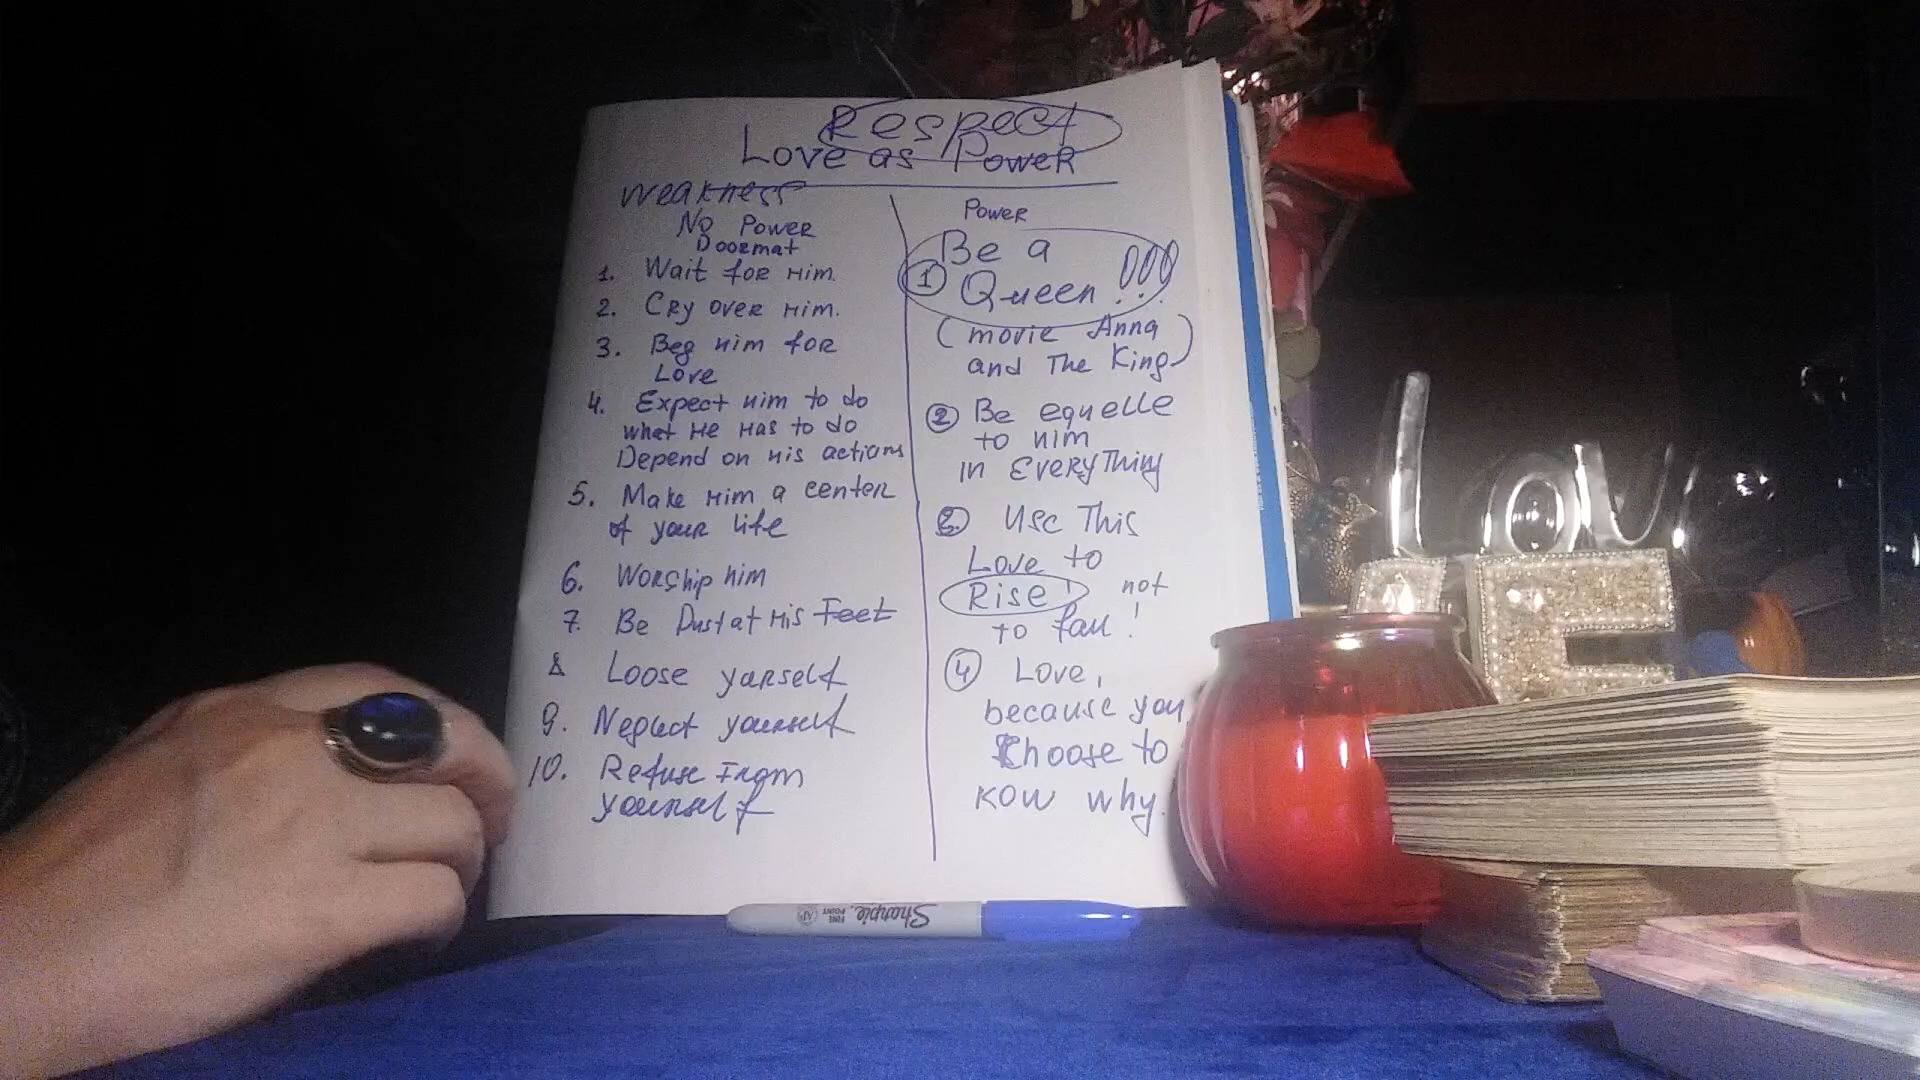 Respect
Love as Power
Weakness
No Power
Doormat
1. Wait for Him.
2. Cry over Him.
3. Beg him for
Love
4. Expect him to do
what He Has to do
Depend on His actions
5. Make Him a center
of your life
6. Worship him
7. Be Dust at His Feet
8 Loose yourself
9. Neglect yourself
10. Refuse From
yourself
Power
Be a
1 Queen!!!
(movie Anna
and The King)
2 Be equelle
to him
in EveryThing
3. Use This
Love to
Rise! not
to fall!
4 Love,
because you
Choose to
kow why.
Sharpie.
FINE
POINT
AP
LOVE